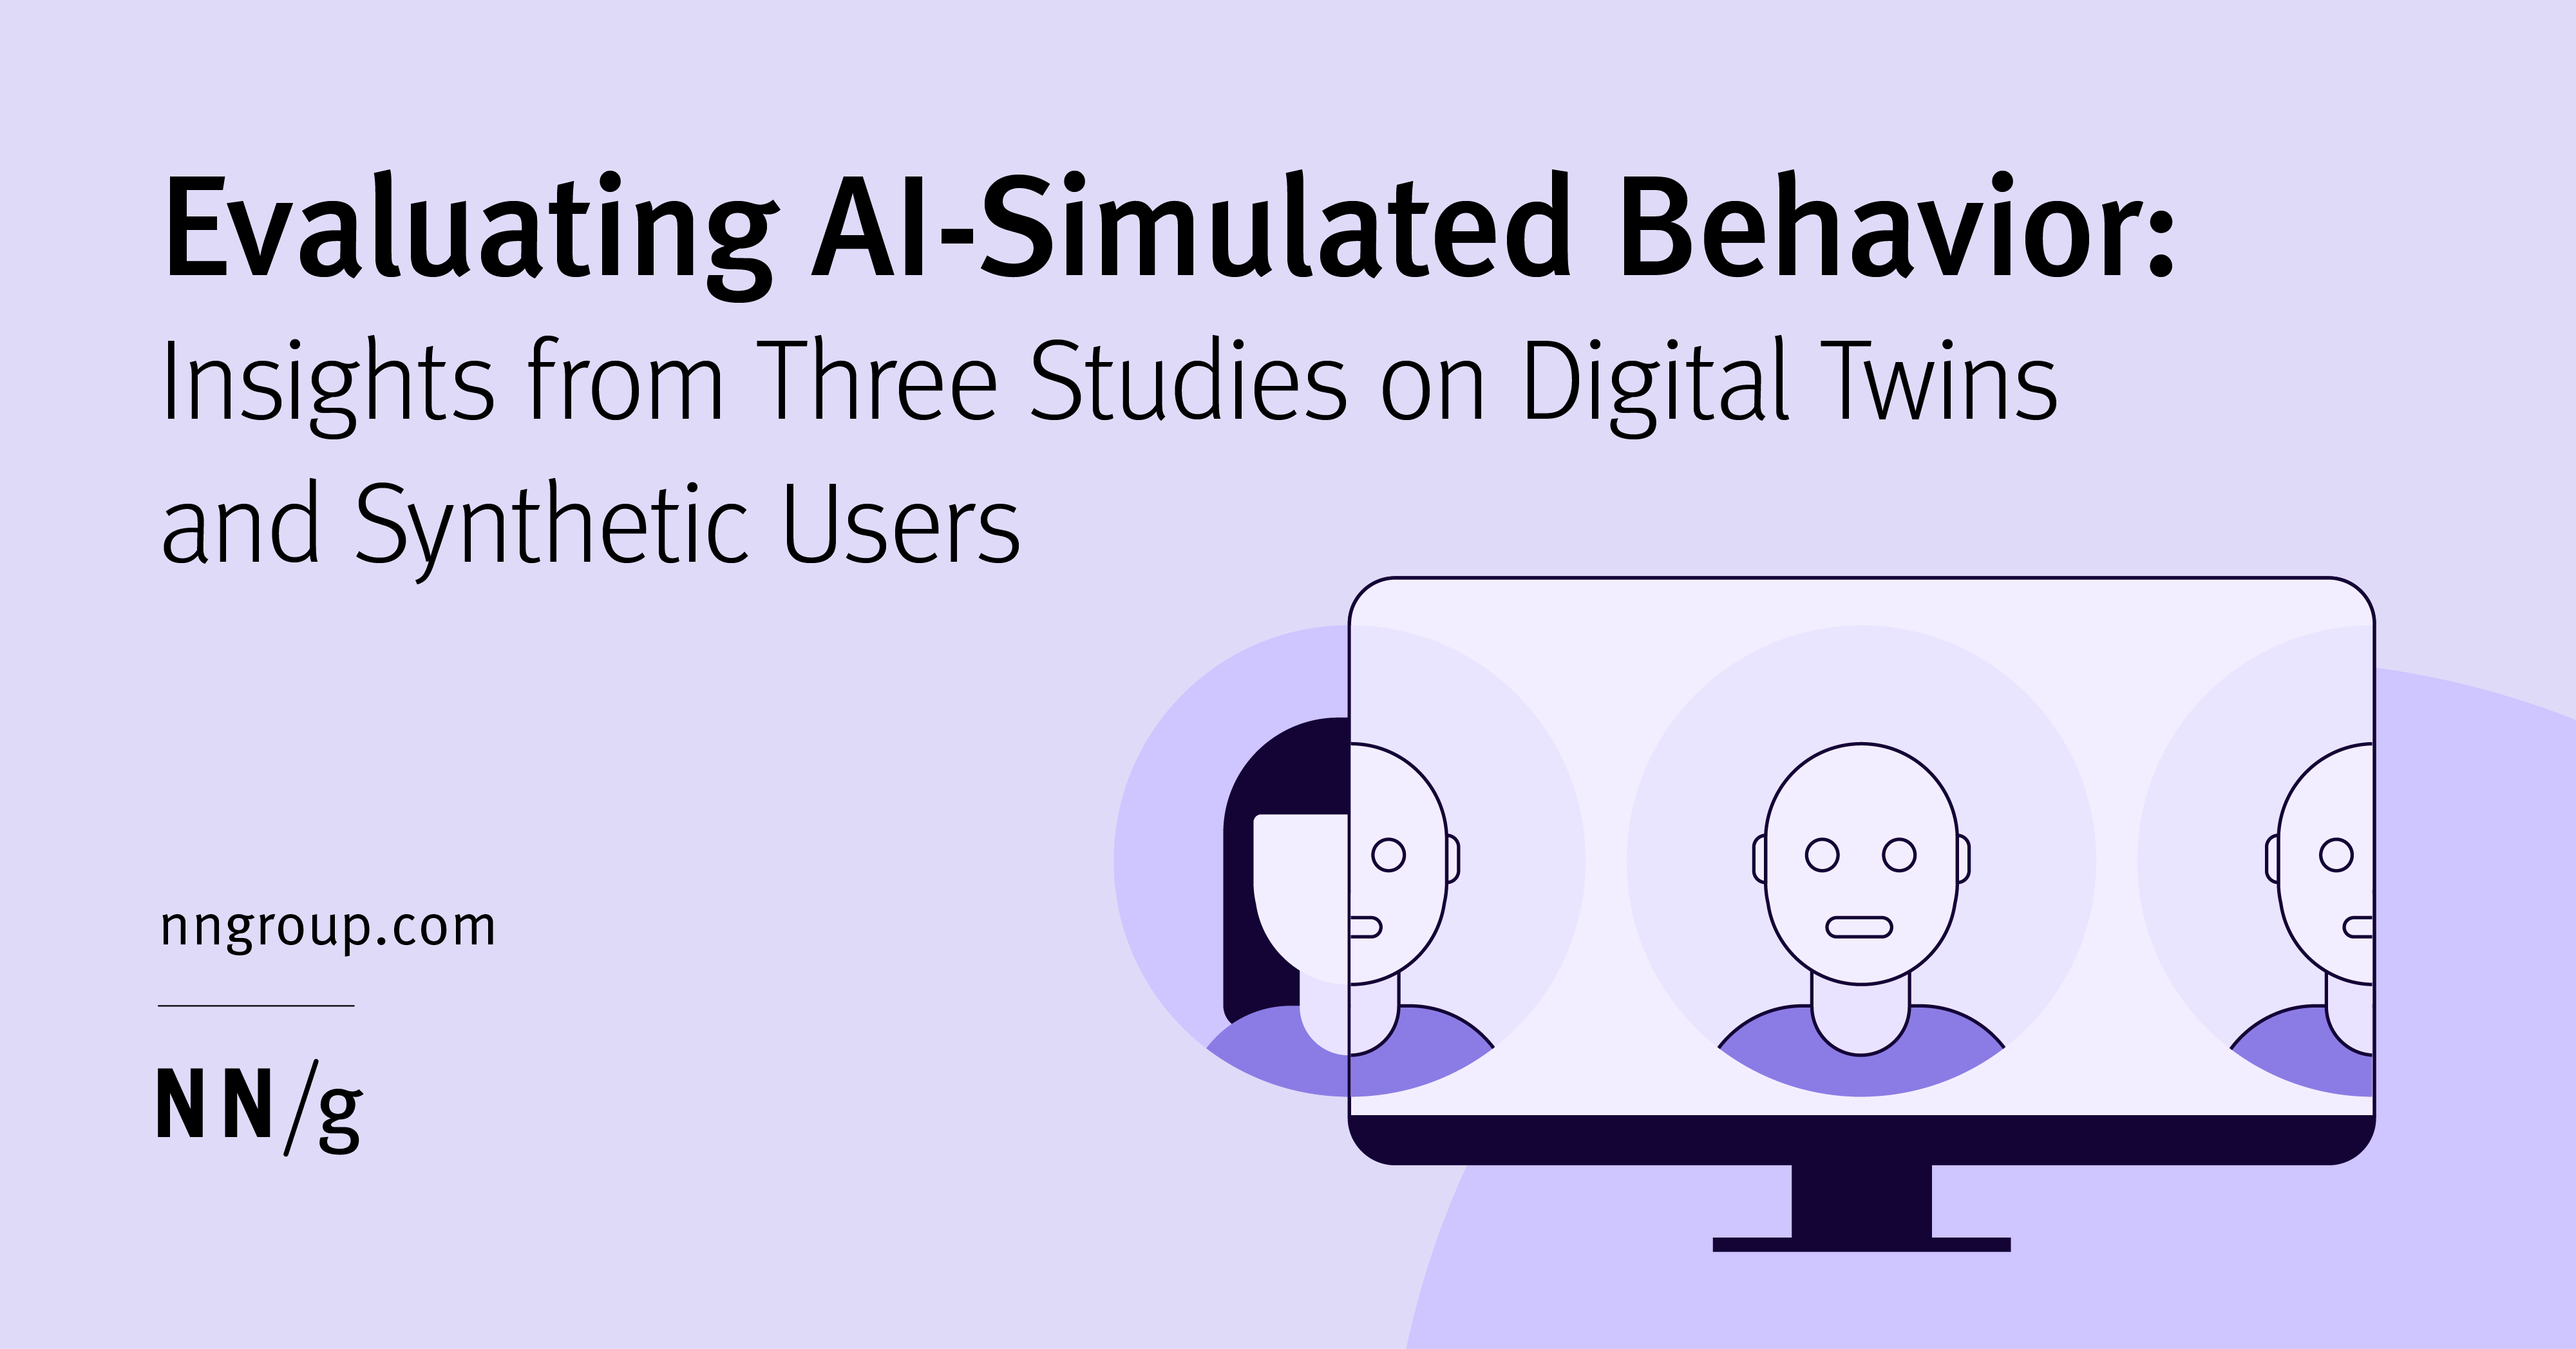 Evaluating AI-Simulated Behavior:
Insights from Three Studies on Digital Twins
and Synthetic Users
nngroup.com
NN/g